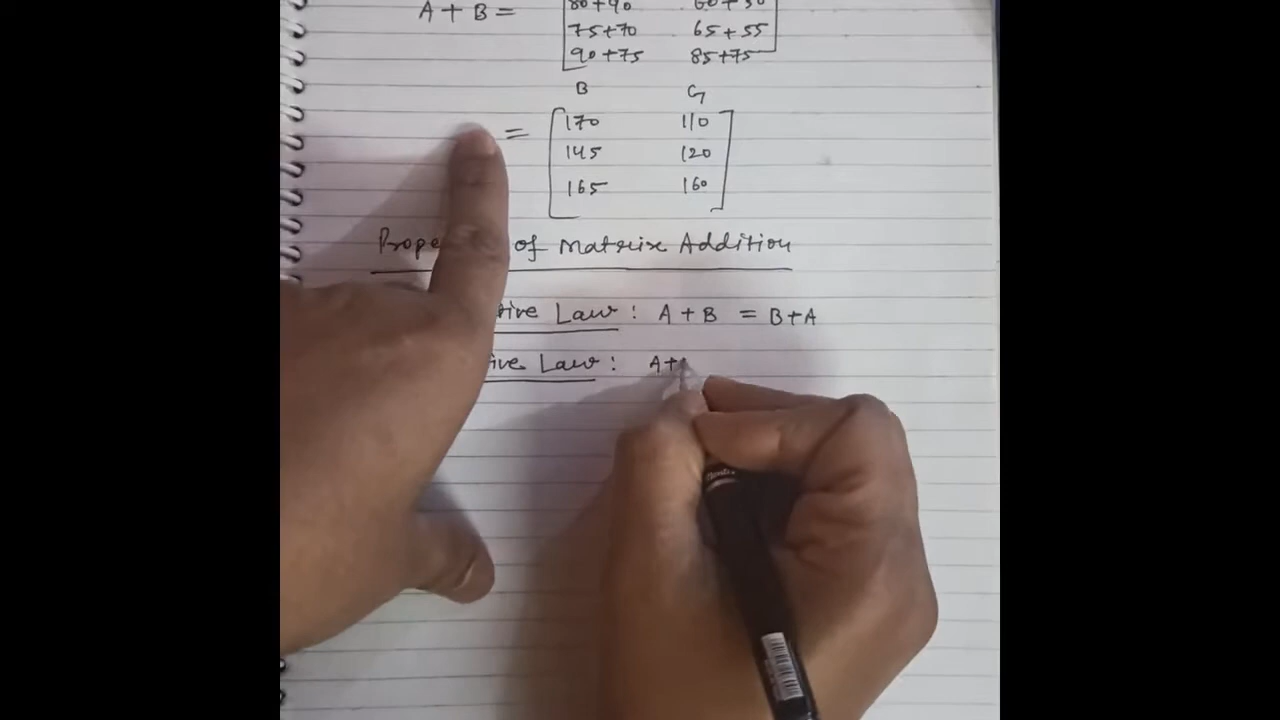 A + B = 80+90 60+50
75+70 65+55
90+75 85+75
B G
= 170 110
145 120
165 160
of Matrix Addition
Law : A + B = B+A
Law : A+